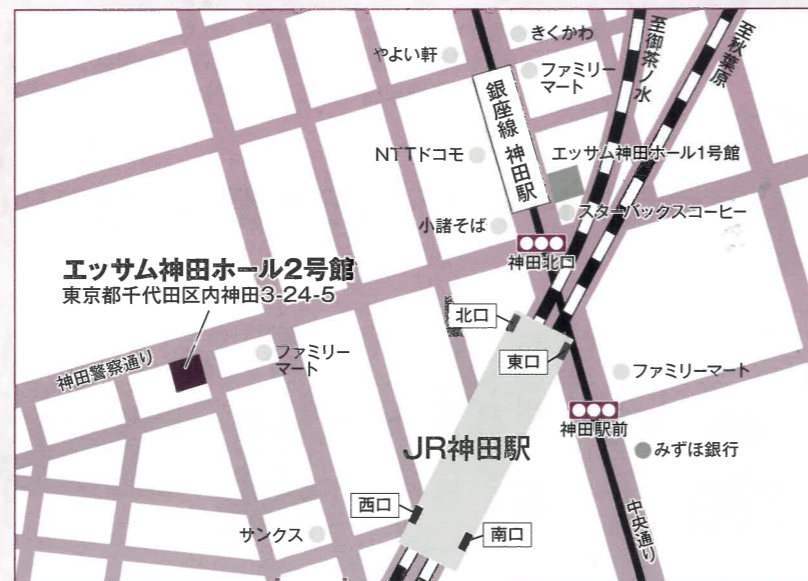 きくかわ
やよい軒
ファミリー
マート
至御茶ノ水
至秋葉原
銀座線 神田駅
NTTドコモ
エッサム神田ホール1号館
スターバックスコーヒー
小諸そば
神田北口
エッサム神田ホール2号館
東京都千代田区内神田3-24-5
北口
神田警察通り
ファミリー
マート
東口
ファミリーマート
神田駅前
JR神田駅
みずほ銀行
西口
サンクス
南口
中央通り